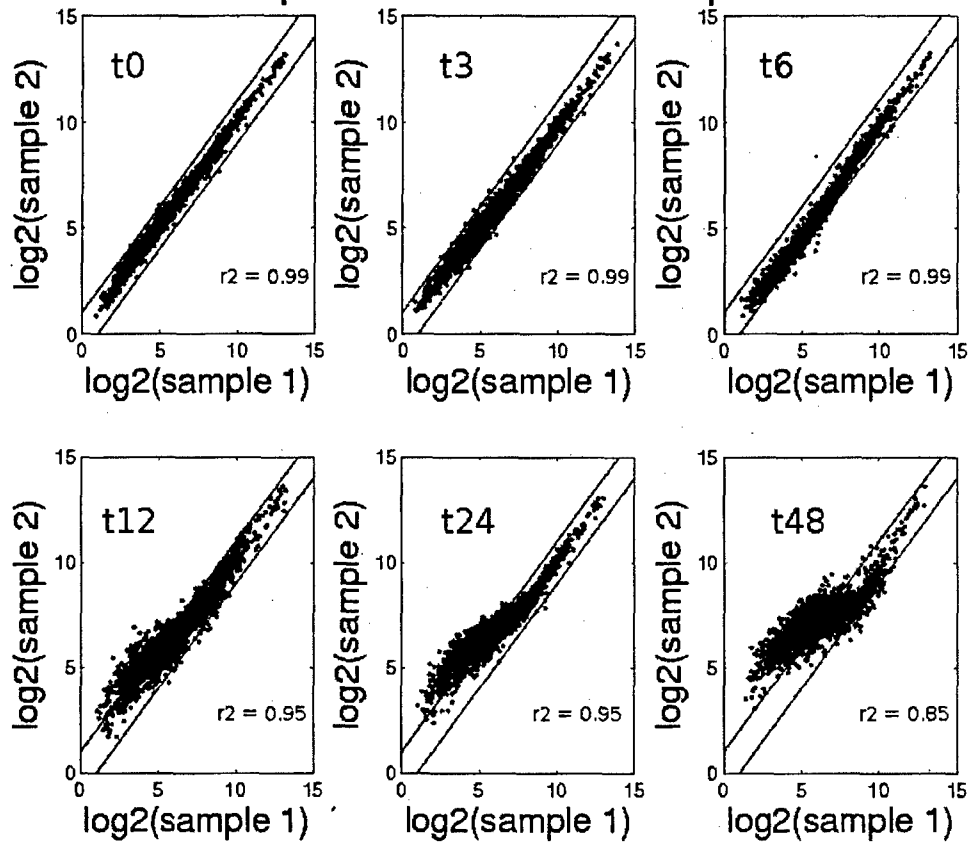 t0
t3
t6
15
10
5
0
log2(sample 2)
r2 = 0.99
0 5 10 15
log2(sample 1)
15
10
5
0
log2(sample 2)
r2 = 0.99
0 5 10 15
log2(sample 1)
15
10
5
0
log2(sample 2)
r2 = 0.99
0 5 10 15
log2(sample 1)
t12
t24
t48
15
10
5
0
log2(sample 2)
r2 = 0.95
0 5 10 15
log2(sample 1)
15
10
5
0
log2(sample 2)
r2 = 0.95
0 5 10 15
log2(sample 1)
15
10
5
0
log2(sample 2)
r2 = 0.85
0 5 10 15
log2(sample 1)